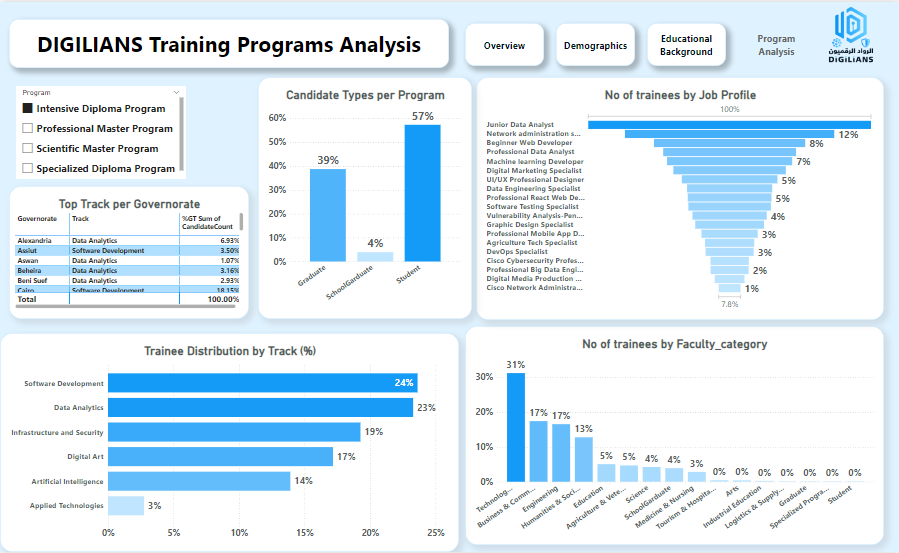 DIGILIANS Training Programs Analysis
Overview
Demographics
Educational
Background
Program
Analysis
الرواد الرقميون
DiGiLiANS
Program
Intensive Diploma Program
Professional Master Program
Scientific Master Program
Specialized Diploma Program
Top Track per Governorate
Governorate Track %GT Sum of
CandidateCount
Alexandria Data Analytics 6.93%
Assiut Software Development 3.50%
Aswan Data Analytics 1.07%
Beheira Data Analytics 3.16%
Beni Suef Data Analytics 2.93%
Cairo Software Development 18.15%
Total 100.00%
Candidate Types per Program
60%
50%
40%
30%
20%
10%
0%
39%
4%
57%
Graduate
SchoolGarduate
Student
No of trainees by Job Profile
100%
Junior Data Analyst
Network administration s... 12%
Beginner Web Developer 8%
Professional Data Analyst
Machine learning Developer 7%
Digital Marketing Specialist
UI/UX Professional Designer 5%
Data Engineering Specialist
Professional React Web De... 5%
Software Testing Specialist
Vulnerability Analysis-Pen... 4%
Graphic Design Specialist
Professional Mobile App D... 3%
Agriculture Tech Specialist
DevOps Specialist 3%
Cisco Cybersecurity Profes...
Professional Big Data Engi... 2%
Digital Media Production ...
Cisco Network Administra... 1%
7.8%
Trainee Distribution by Track (%)
Software Development 24%
Data Analytics 23%
Infrastructure and Security 19%
Digital Art 17%
Artificial Intelligence 14%
Applied Technologies 3%
0% 5% 10% 15% 20% 25%
No of trainees by Faculty_category
30%
20%
10%
0%
31% 17% 17% 13% 5% 5% 4% 4% 3% 0% 0% 0% 0% 0% 0% 0%
Technolog...
Business & Comm...
Engineering
Humanities & Soci...
Education
Agriculture & Vete...
Science
SchoolGarduate
Medicine & Nursing
Tourism & Hospita...
Arts
Industrial Education
Logistics & Supply...
Graduate
Specialized Progra...
Student